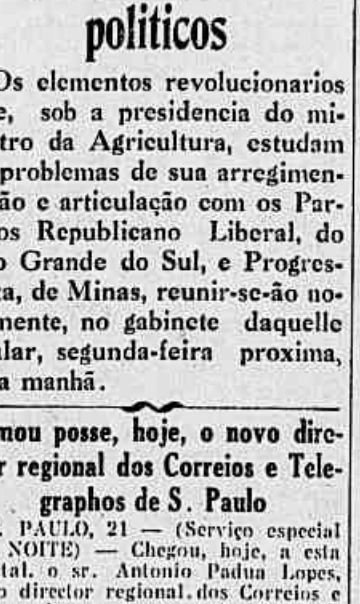 politicos
Os elementos revolucionarios
e, sob a presidencia do mi-
tro da Agricultura, estudam
problemas de sua arregimen-
ão e articulação com os Par-
os Republicano Liberal, do
o Grande do Sul, e Progres-
ta, de Minas, reunir-se-ão no-
mente, no gabinete daquelle
ular, segunda-feira proxima,
a manhã.
mou posse, hoje, o novo dire-
r regional dos Correios e Tele-
graphos de S. Paulo
. PAULO, 21 — (Serviço especial
NOITE) — Chegou, hoje, a esta
tal, o sr. Antonio Padua Lopes,
o director regional. dos Correios e